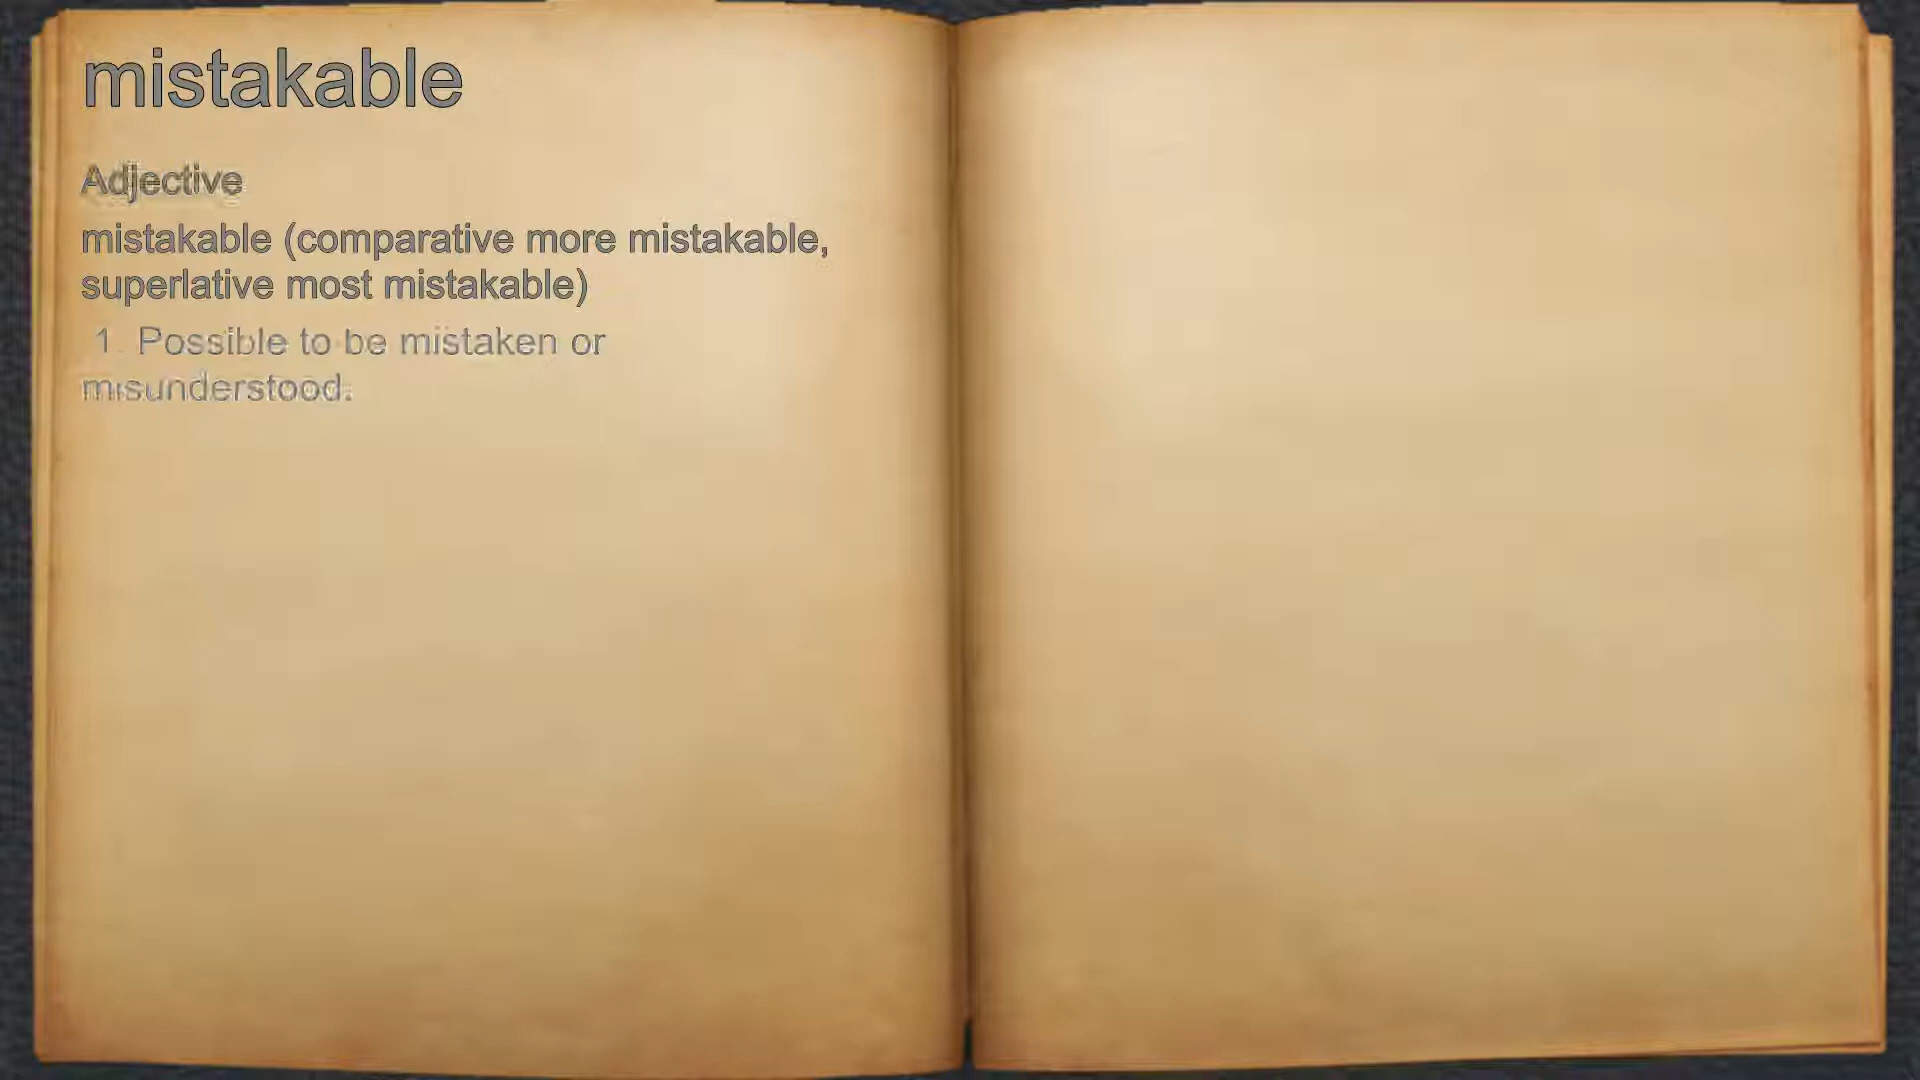 mistakable
Adjective
mistakable (comparative more mistakable,
superlative most mistakable)
1. Possible to be mistaken or
misunderstood.